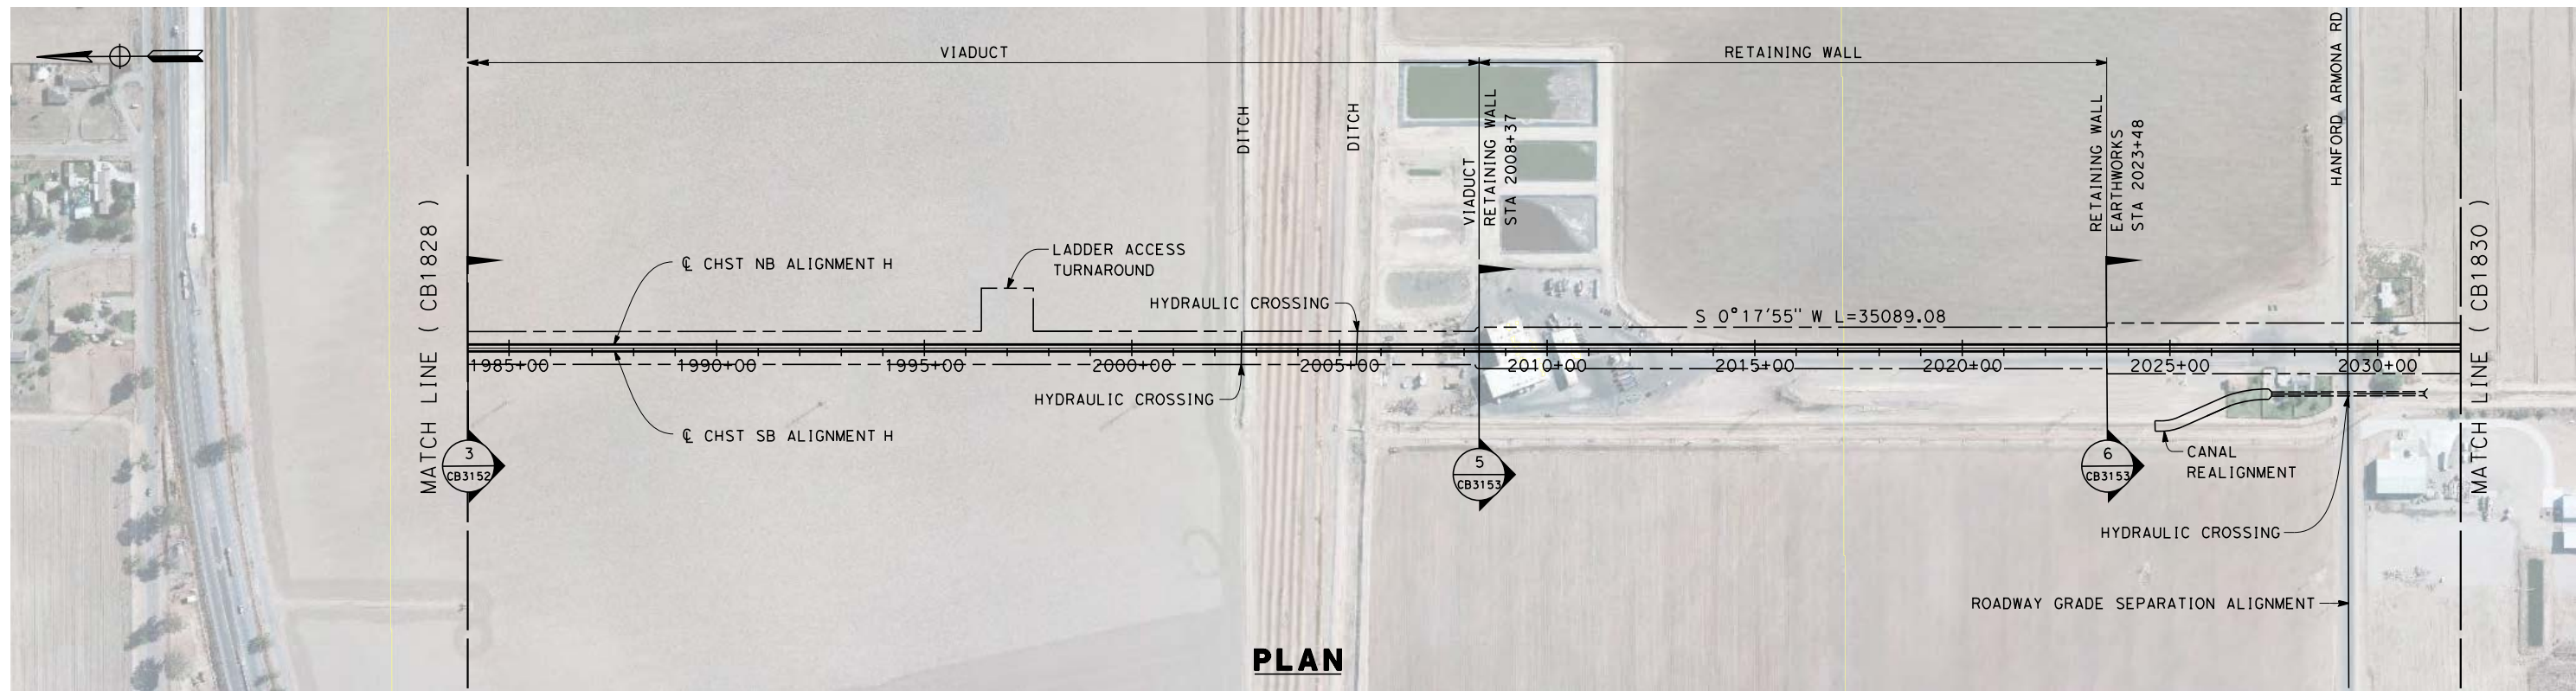 VIADUCT
RETAINING WALL
HANFORD ARMONA RD
DITCH
DITCH
VIADUCT
RETAINING WALL
STA 2008+37
RETAINING WALL
EARTHWORKS
STA 2023+48
MATCH LINE ( CB1828 )
℄ CHST NB ALIGNMENT H
LADDER ACCESS
TURNAROUND
HYDRAULIC CROSSING
S 0°17'55" W L=35089.08
1985+00
1990+00
1995+00
2000+00
2005+00
2010+00
2015+00
2020+00
2025+00
2030+00
MATCH LINE ( CB1830 )
HYDRAULIC CROSSING
℄ CHST SB ALIGNMENT H
3
CB3152
5
CB3153
6
CB3153
CANAL
REALIGNMENT
HYDRAULIC CROSSING
ROADWAY GRADE SEPARATION ALIGNMENT
PLAN